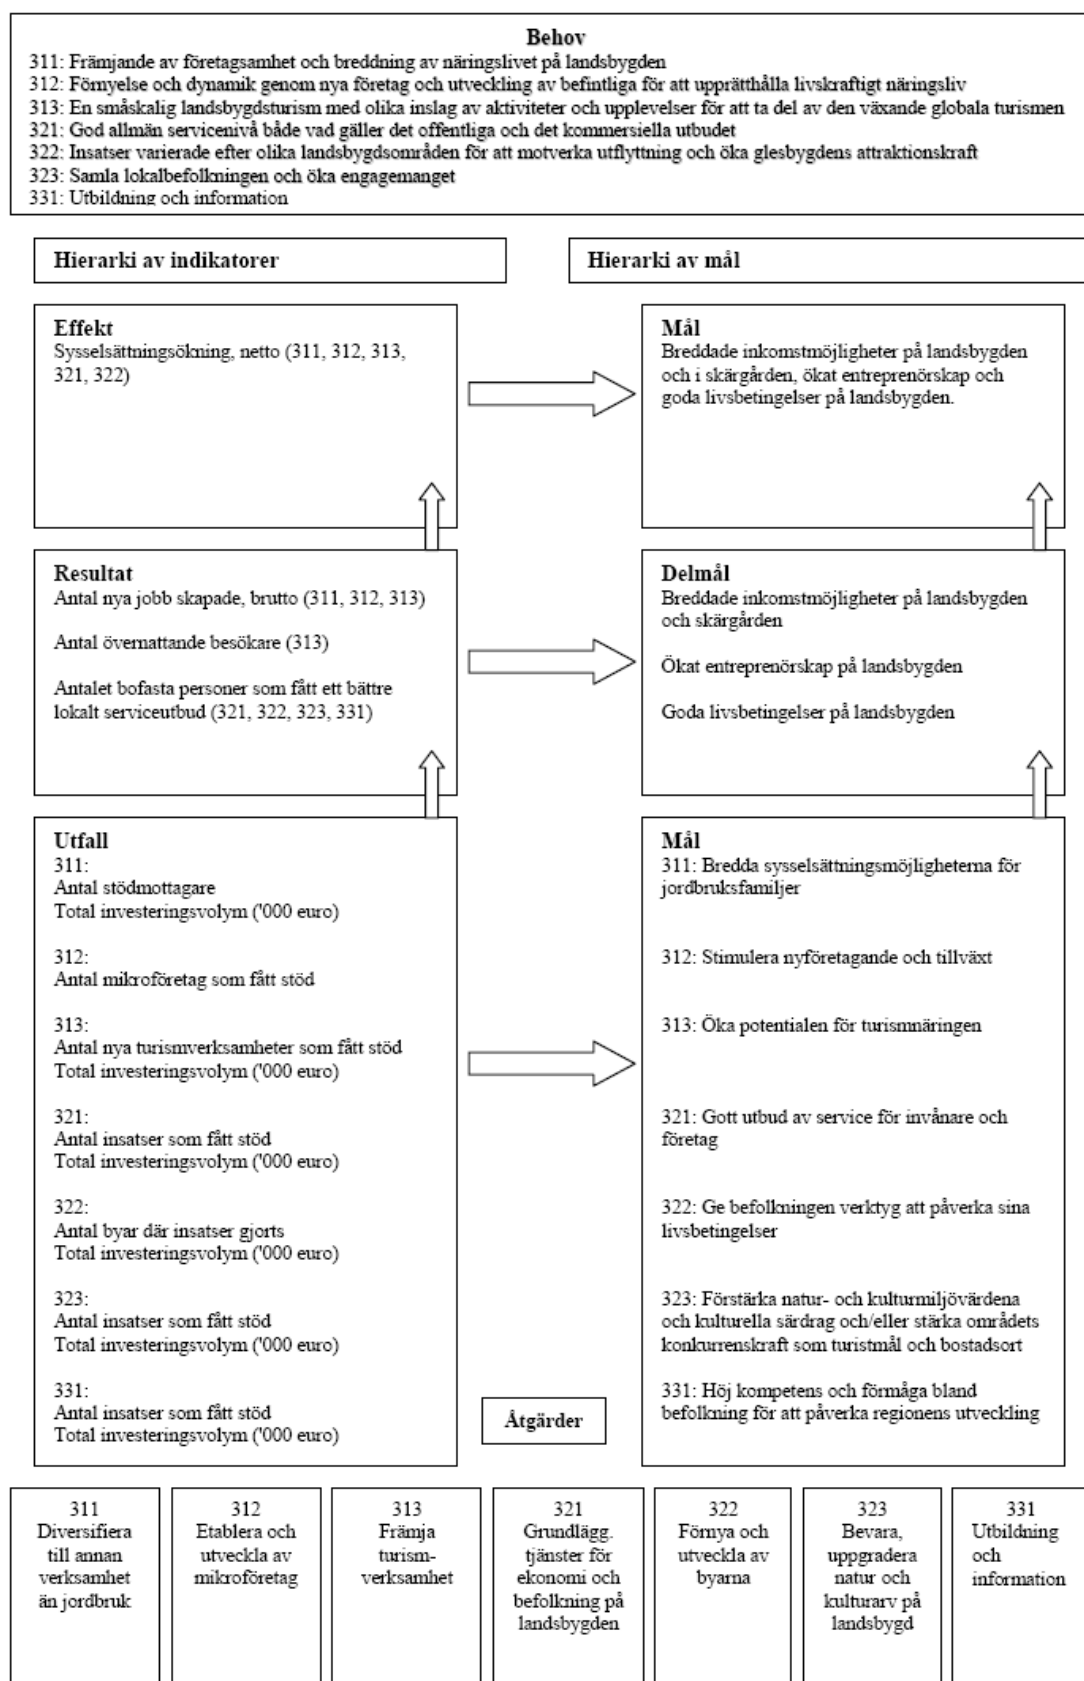 Behov
311: Främjande av företagsamhet och breddning av näringslivet på landsbygden
312: Förnyelse och dynamik genom nya företag och utveckling av befintliga för att upprätthålla livskraftigt näringsliv
313: En småskalig landsbygdsturism med olika inslag av aktiviteter och upplevelser för att ta del av den växande globala turismen
321: God allmän servicenivå både vad gäller det offentliga och det kommersiella utbudet
322: Insatser varierade efter olika landsbygdsområden för att motverka utflyttning och öka glesbygdens attraktionskraft
323: Samla lokalbefolkningen och öka engagemanget
331: Utbildning och information
Hierarki av indikatorer
Hierarki av mål
Effekt
Sysselsättningsökning, netto (311, 312, 313,
321, 322)
Mål
Breddade inkomstmöjligheter på landsbygden
och i skärgården, ökat entreprenörskap och
goda livsbetingelser på landsbygden.
Resultat
Antal nya jobb skapade, brutto (311, 312, 313)
Antal övernattande besökare (313)
Antalet bofasta personer som fått ett bättre
lokalt serviceutbud (321, 322, 323, 331)
Delmål
Breddade inkomstmöjligheter på landsbygden
och skärgården
Ökat entreprenörskap på landsbygden
Goda livsbetingelser på landsbygden
Utfall
311:
Antal stödmottagare
Total investeringsvolym ('000 euro)
312:
Antal mikroföretag som fått stöd
313:
Antal nya turismverksamheter som fått stöd
Total investeringsvolym ('000 euro)
321:
Antal insatser som fått stöd
Total investeringsvolym ('000 euro)
322:
Antal byar där insatser gjorts
Total investeringsvolym ('000 euro)
323:
Antal insatser som fått stöd
Total investeringsvolym ('000 euro)
331:
Antal insatser som fått stöd
Total investeringsvolym ('000 euro)
Mål
311: Bredda sysselsättningsmöjligheterna för
jordbruksfamiljer
312: Stimulera nyföretagande och tillväxt
313: Öka potentialen för turismnäringen
321: Gott utbud av service för invånare och
företag
322: Ge befolkningen verktyg att påverka sina
livsbetingelser
323: Förstärka natur- och kulturmiljövärdena
och kulturella särdrag och/eller stärka områdets
konkurrenskraft som turistmål och bostadsort
331: Höj kompetens och förmåga bland
befolkning för att påverka regionens utveckling
Åtgärder
311
Diversifiera
till annan
verksamhet
än jordbruk
312
Etablera och
utveckla av
mikroföretag
313
Främja
turism-
verksamhet
321
Grundlägg.
tjänster för
ekonomi och
befolkning på
landsbygden
322
Förnya och
utveckla av
byarna
323
Bevara,
uppgradera
natur och
kulturarv på
landsbygd
331
Utbildning
och
information